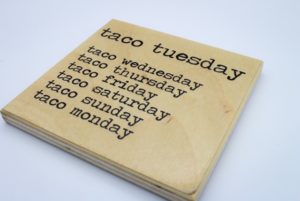 taco tuesday
taco wednesday
taco thursday
taco friday
taco saturday
taco sunday
taco monday